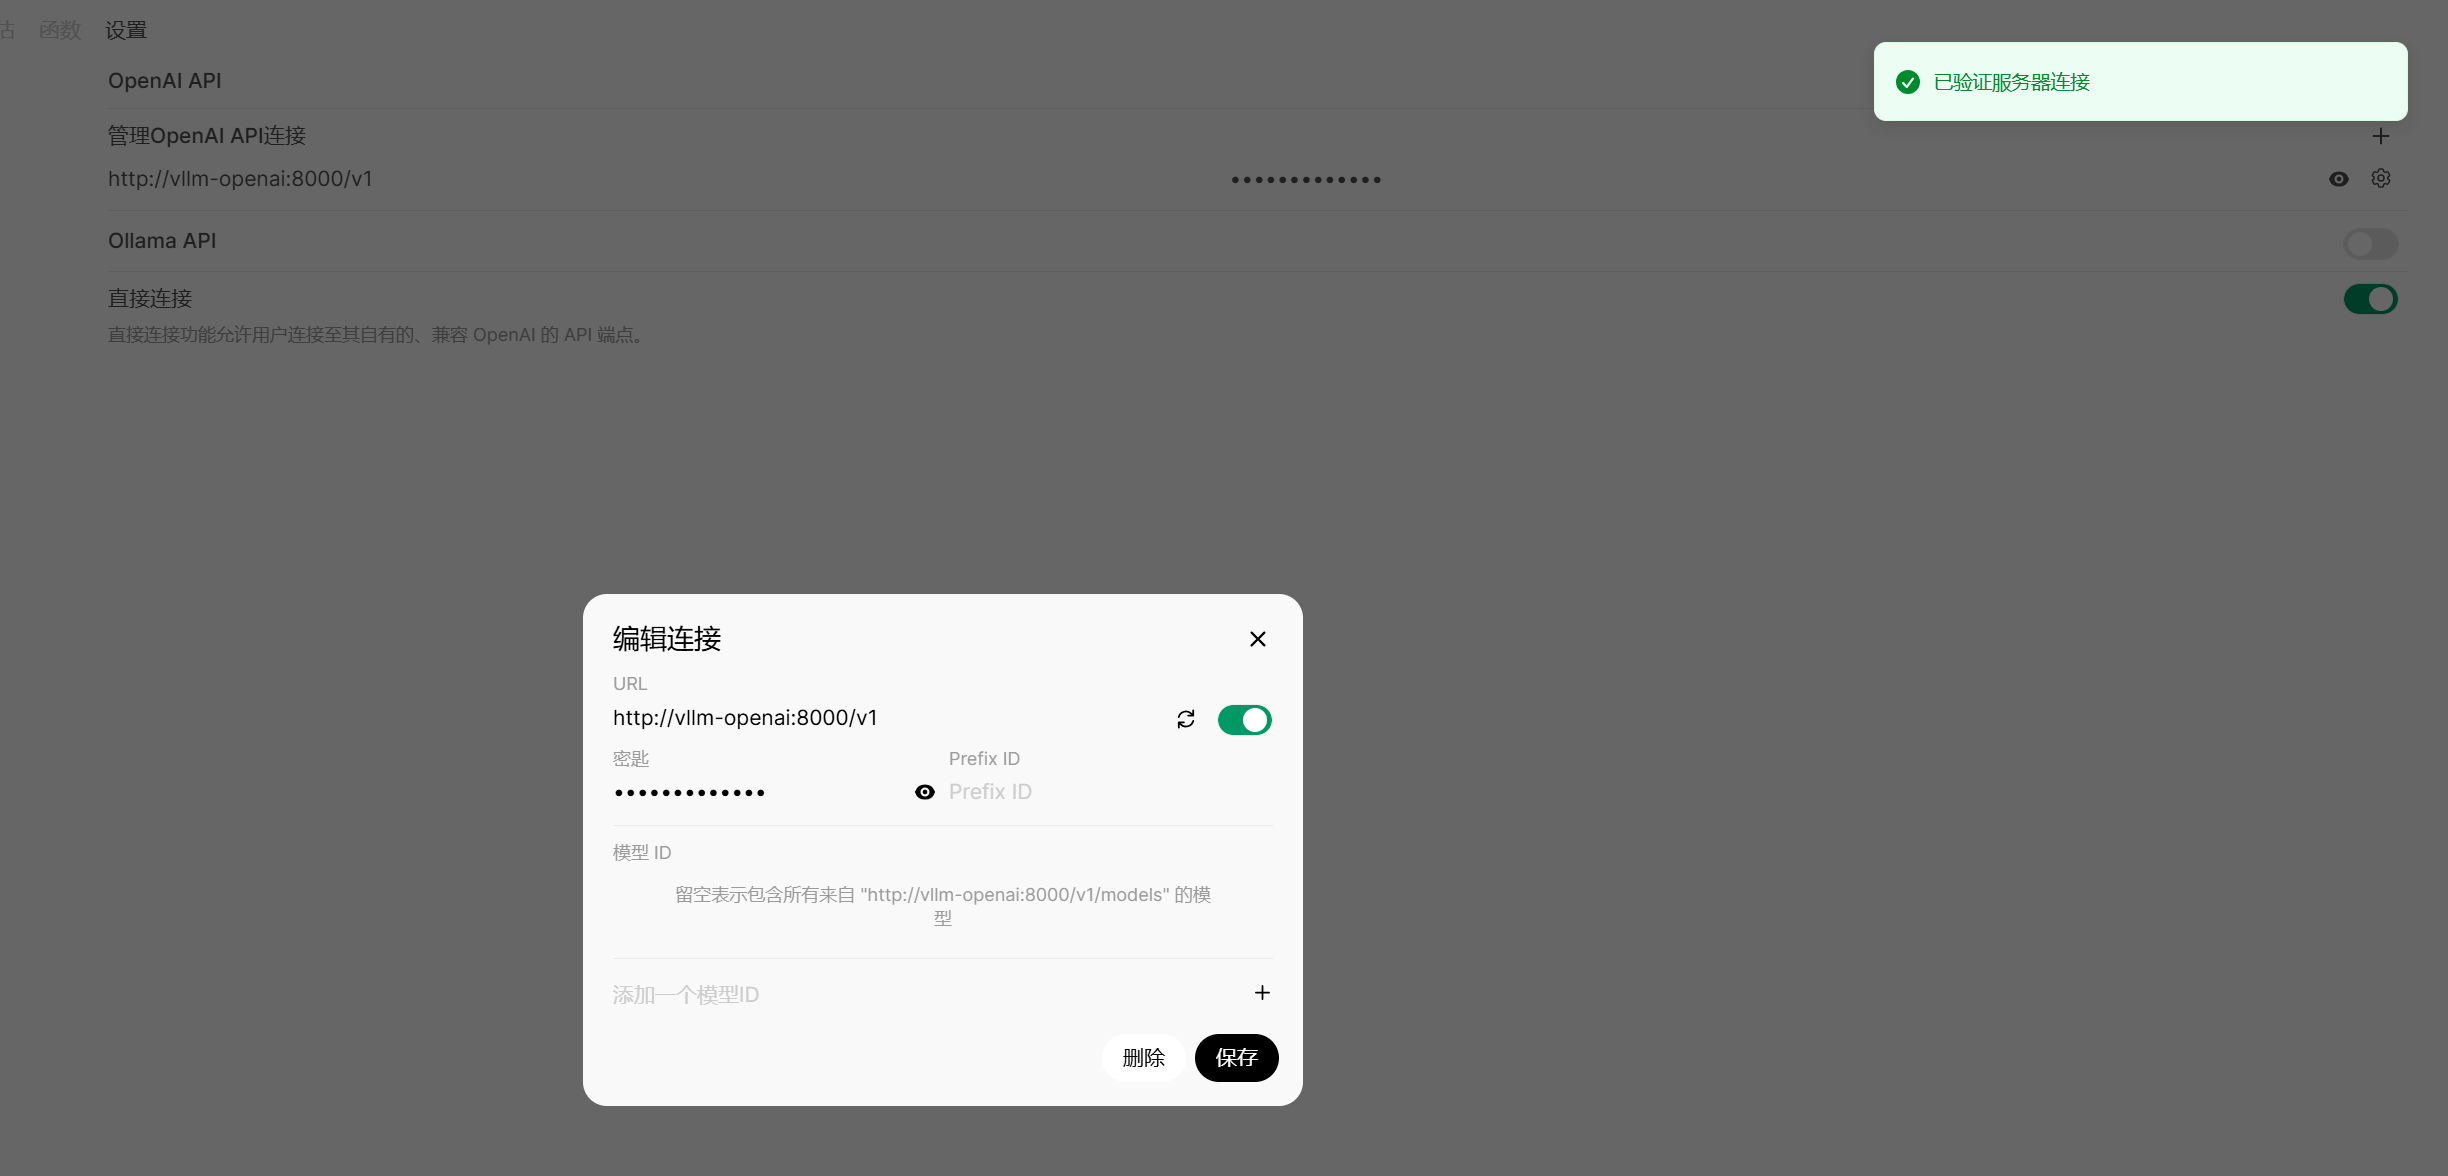 估 函数 设置
OpenAI API
已验证服务器连接
管理OpenAI API连接
http://vllm-openai:8000/v1 •••••••••••••
Ollama API
直接连接
直接连接功能允许用户连接至其自有的、兼容 OpenAI 的 API 端点。
编辑连接
URL
http://vllm-openai:8000/v1
密匙 Prefix ID
••••••••••••• Prefix ID
模型 ID
留空表示包含所有来自 "http://vllm-openai:8000/v1/models" 的模
型
添加一个模型ID
删除 保存